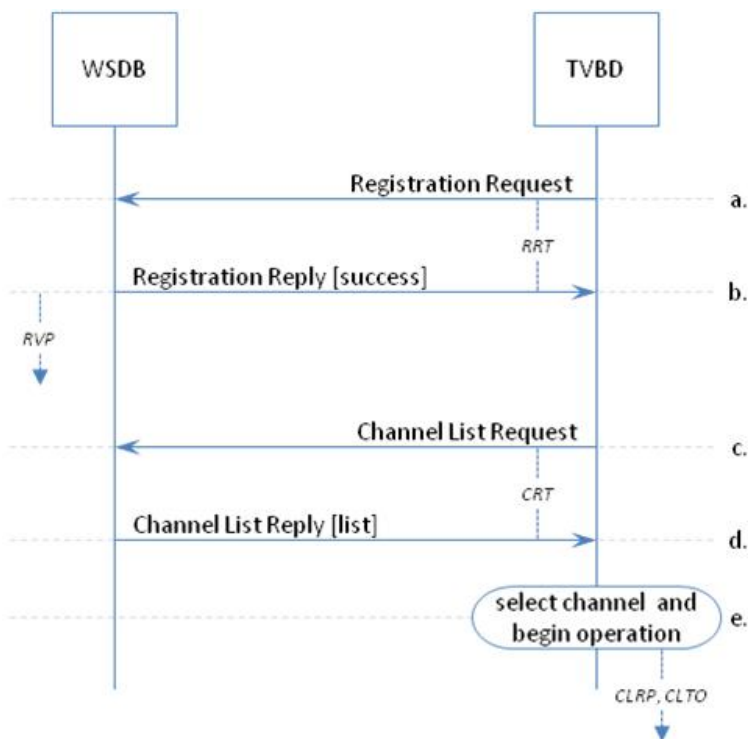 WSDB
TVBD
Registration Request
a.
RRT
Registration Reply [success]
b.
RVP
Channel List Request
c.
CRT
Channel List Reply [list]
d.
select channel and
begin operation
e.
CLRP, CLTO